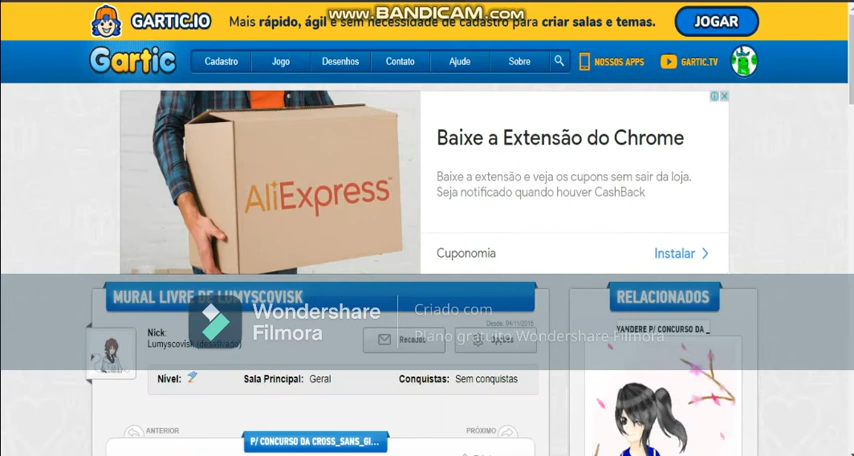 www.BANDICAM.com
GARTIC.IO Mais rápido, ágil e sem necessidade de cadastro para criar salas e temas. JOGAR
Gartic Cadastro Jogo Desenhos Contato Ajude Sobre NOSSOS APPS GARTIC.TV
AliExpress
Baixe a Extensão do Chrome
Baixe a extensão e veja os cupons sem sair da loja.
Seja notificado quando houver CashBack
Cuponomia Instalar
MURAL LIVRE DE LUMYSCOVISK
RELACIONADOS
Wondershare
Filmora
Criado com
Plano gratuito Wondershare Filmora
Desde: 04/11/2015
Nick:
Lumyscovisk (desativado)
Recados
YANDERE P/ CONCURSO DA _
Nível: Sala Principal: Geral Conquistas: Sem conquistas
ANTERIOR PRÓXIMO
P/ CONCURSO DA CROSS_SANS_GI...